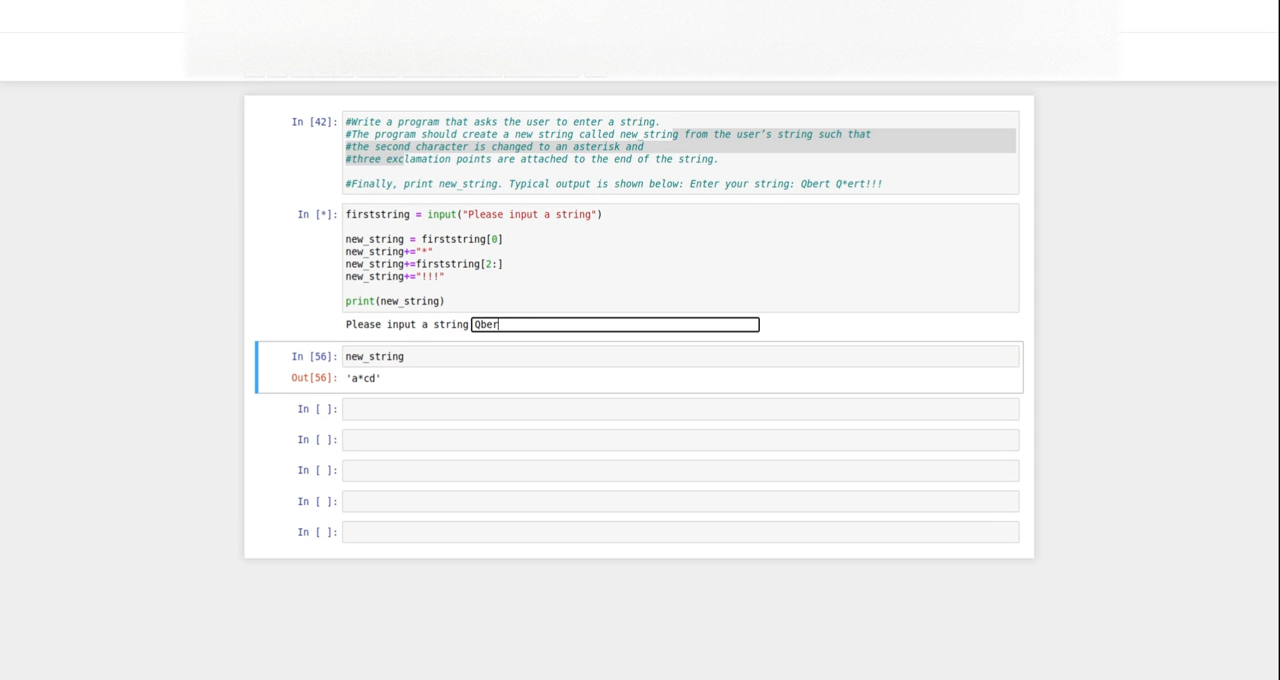 In [42]: #Write a program that asks the user to enter a string.
#The program should create a new string called new_string from the user’s string such that
#the second character is changed to an asterisk and
#three exclamation points are attached to the end of the string.
#Finally, print new_string. Typical output is shown below: Enter your string: Qbert Q*ert!!!
In [*]: firststring = input("Please input a string")
new_string = firststring[0]
new_string+="*"
new_string+=firststring[2:]
new_string+="!!!"
print(new_string)
Please input a string Qber
In [56]: new_string
Out[56]: 'a*cd'
In [ ]:
In [ ]:
In [ ]:
In [ ]:
In [ ]: